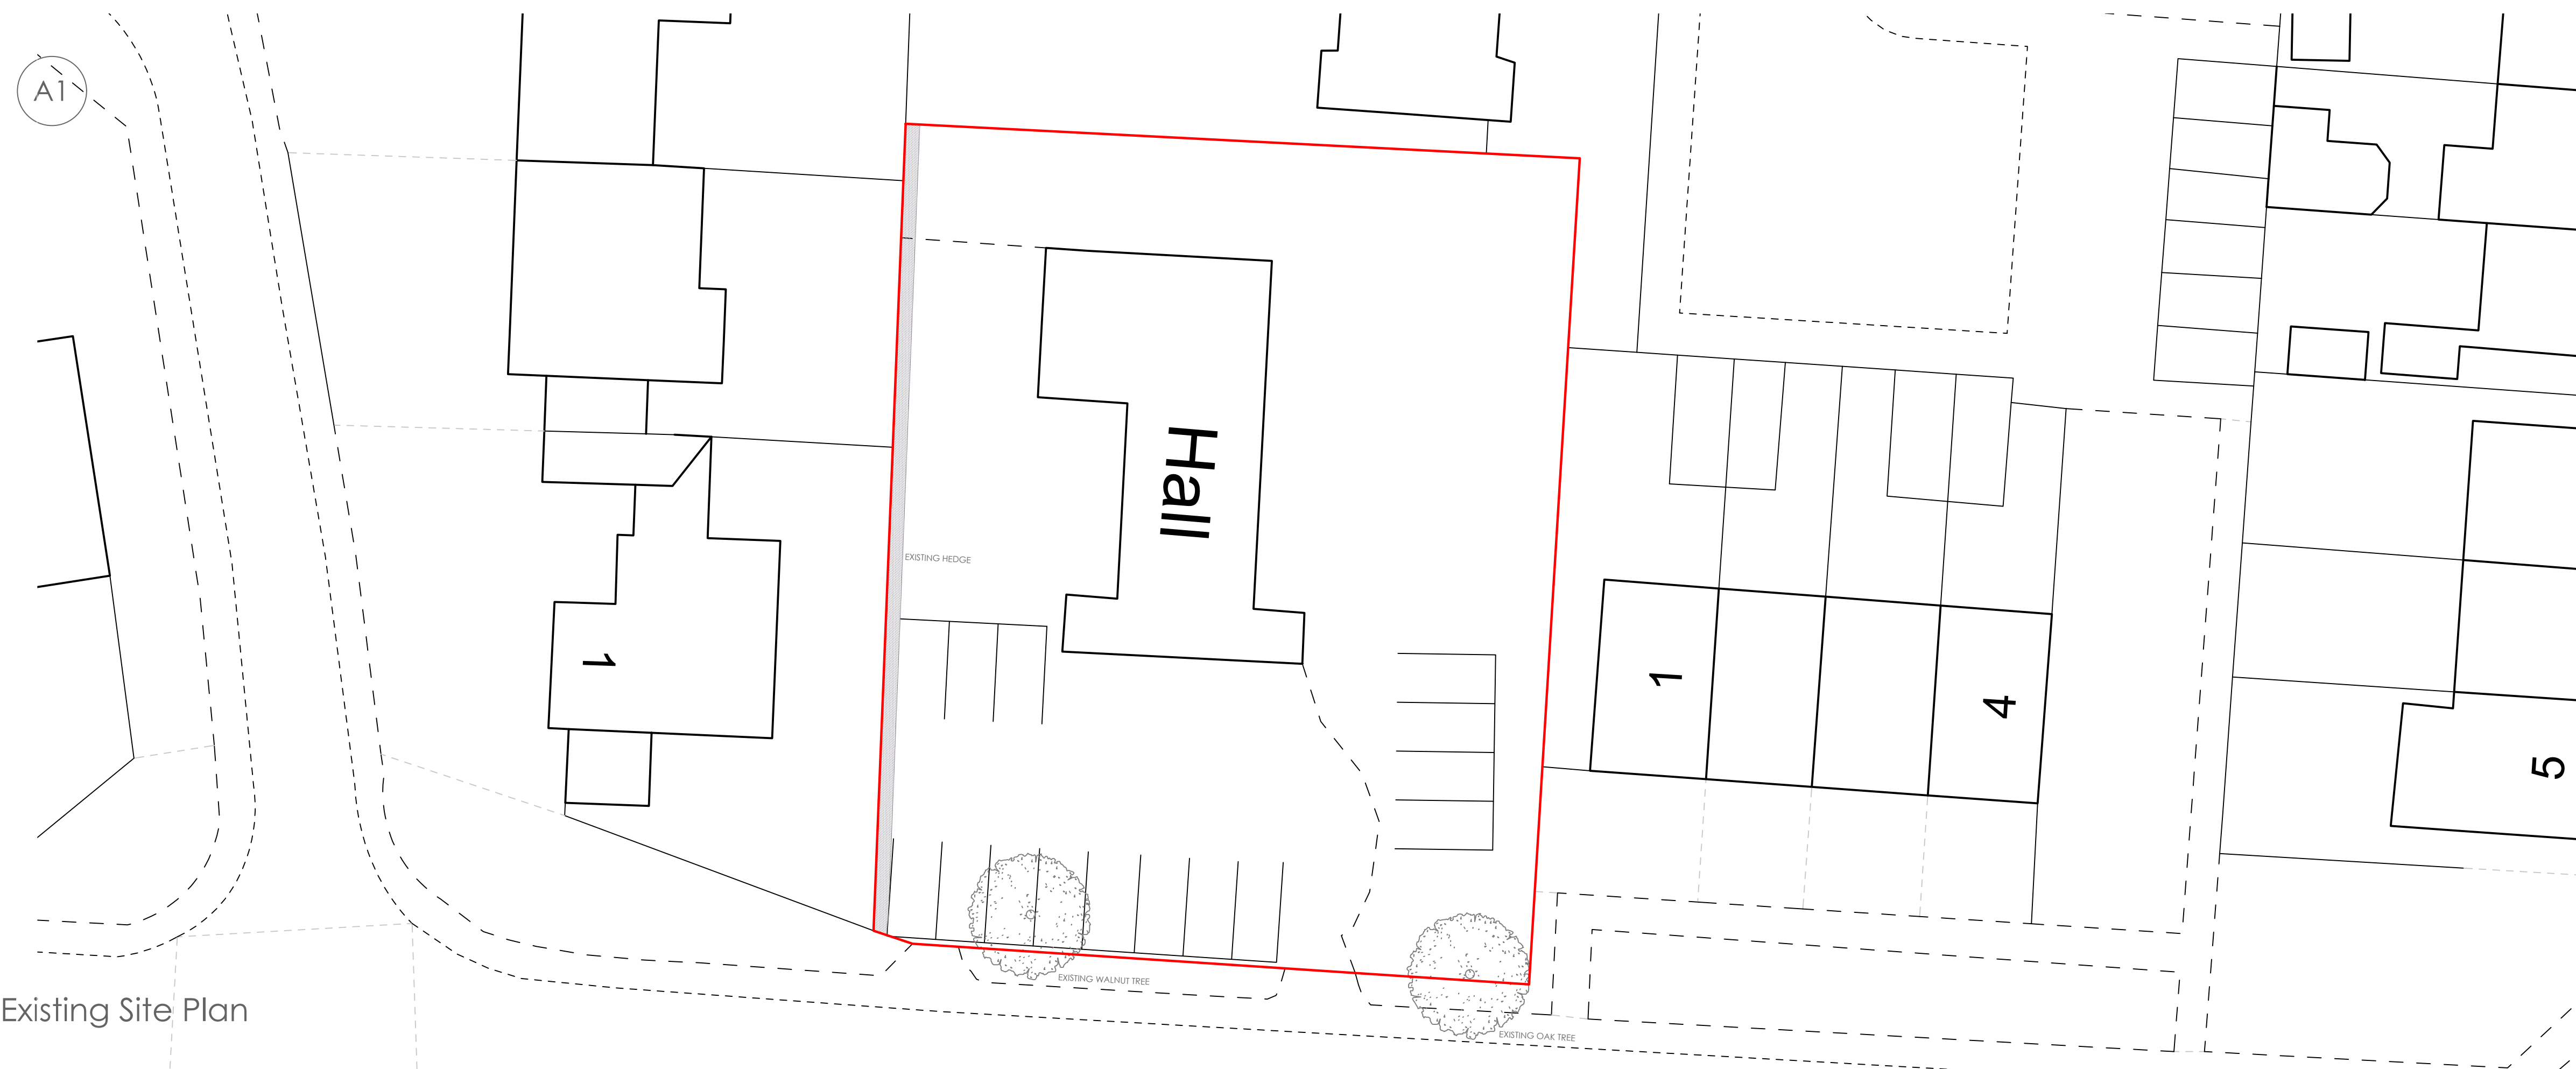 A1
Hall
EXISTING HEDGE
1
1
4
5
EXISTING WALNUT TREE
EXISTING OAK TREE
Existing Site Plan